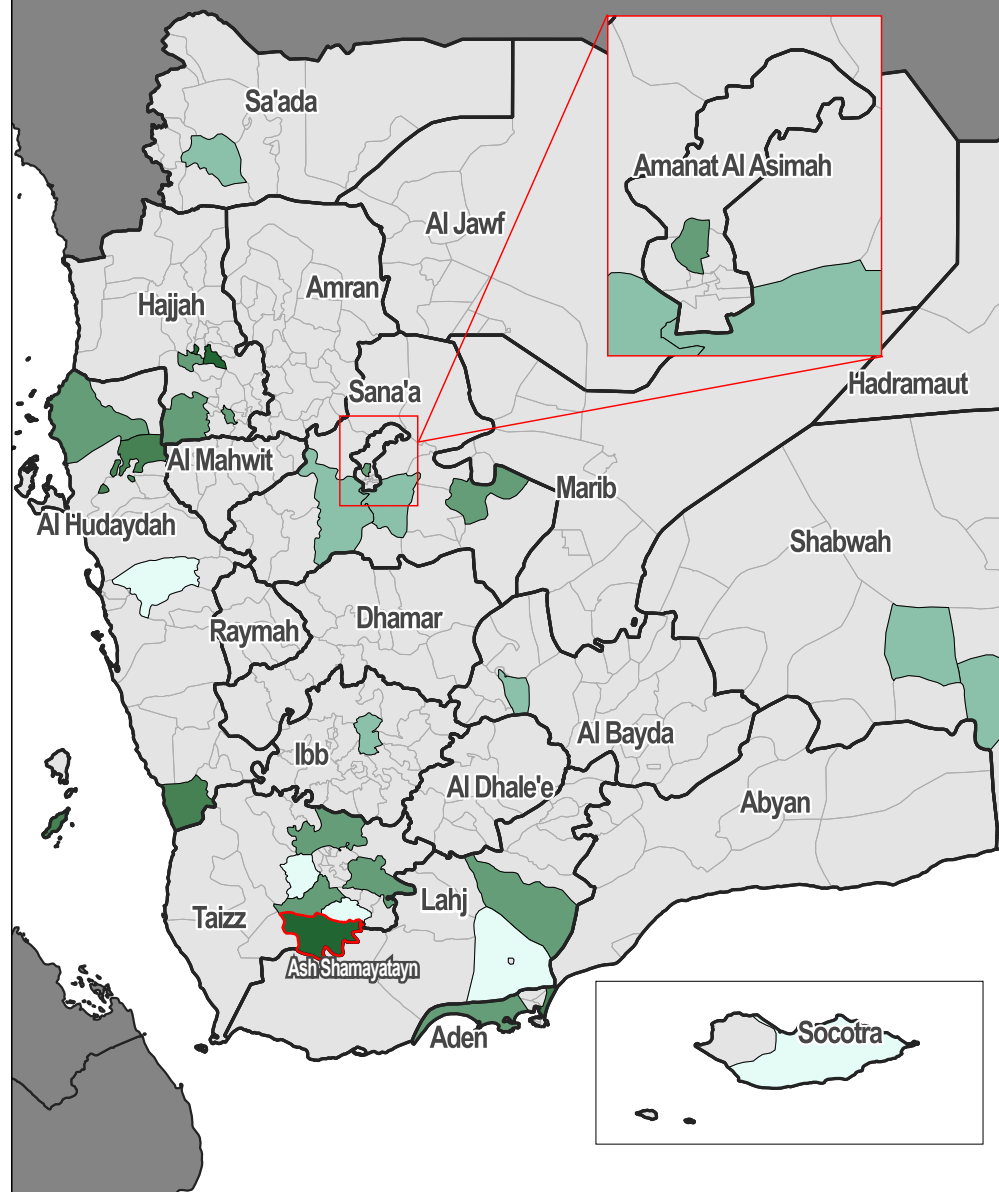 Sa'ada
Amanat Al Asimah
Al Jawf
Amran
Hajjah
Hadramaut
Sana'a
Al Mahwit
Marib
Al Hudaydah
Shabwah
Dhamar
Raymah
Al Bayda
Ibb
Al Dhale'e
Abyan
Lahj
Taizz
Ash Shamayatayn
Socotra
Aden